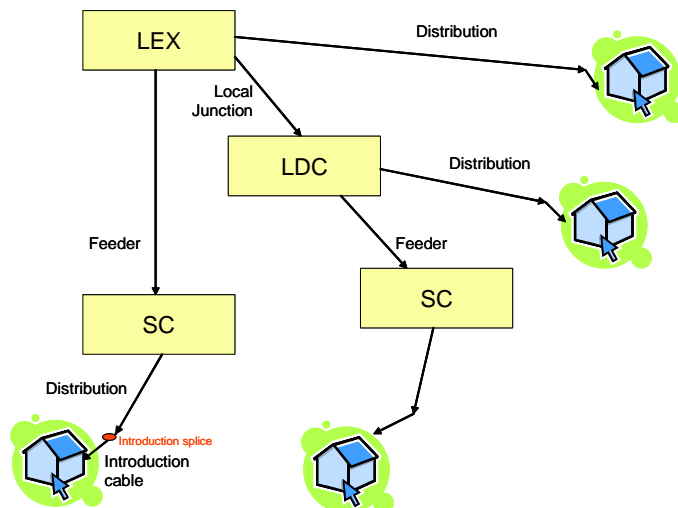 LEX
Distribution
Local
Junction
LDC
Distribution
Feeder
Feeder
SC
SC
Distribution
Introduction splice
Introduction
cable